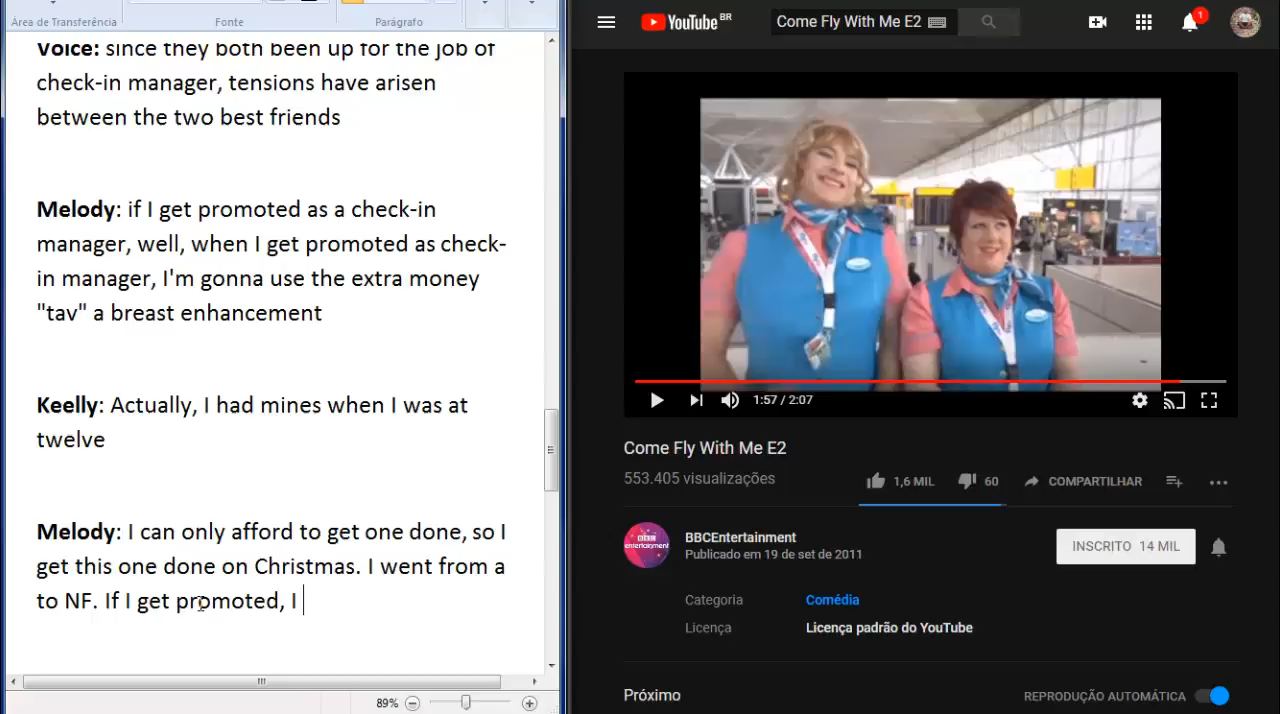 Área de Transferência
Fonte
Parágrafo
Voice: since they both been up for the job of
check-in manager, tensions have arisen
between the two best friends
Melody: if I get promoted as a check-in
manager, well, when I get promoted as check-
in manager, I'm gonna use the extra money
"tav" a breast enhancement
Keelly: Actually, I had mines when I was at
twelve
Melody: I can only afford to get one done, so I
get this one done on Christmas. I went from a
to NF. If I get promoted, I
89%
YouTube BR
Come Fly With Me E2
1
1:57 / 2:07
Come Fly With Me E2
553.405 visualizações
1,6 MIL
60
COMPARTILHAR
BBC
entertainment
BBCEntertainment
Publicado em 19 de set de 2011
INSCRITO 14 MIL
Categoria
Comédia
Licença
Licença padrão do YouTube
Próximo
REPRODUÇÃO AUTOMÁTICA